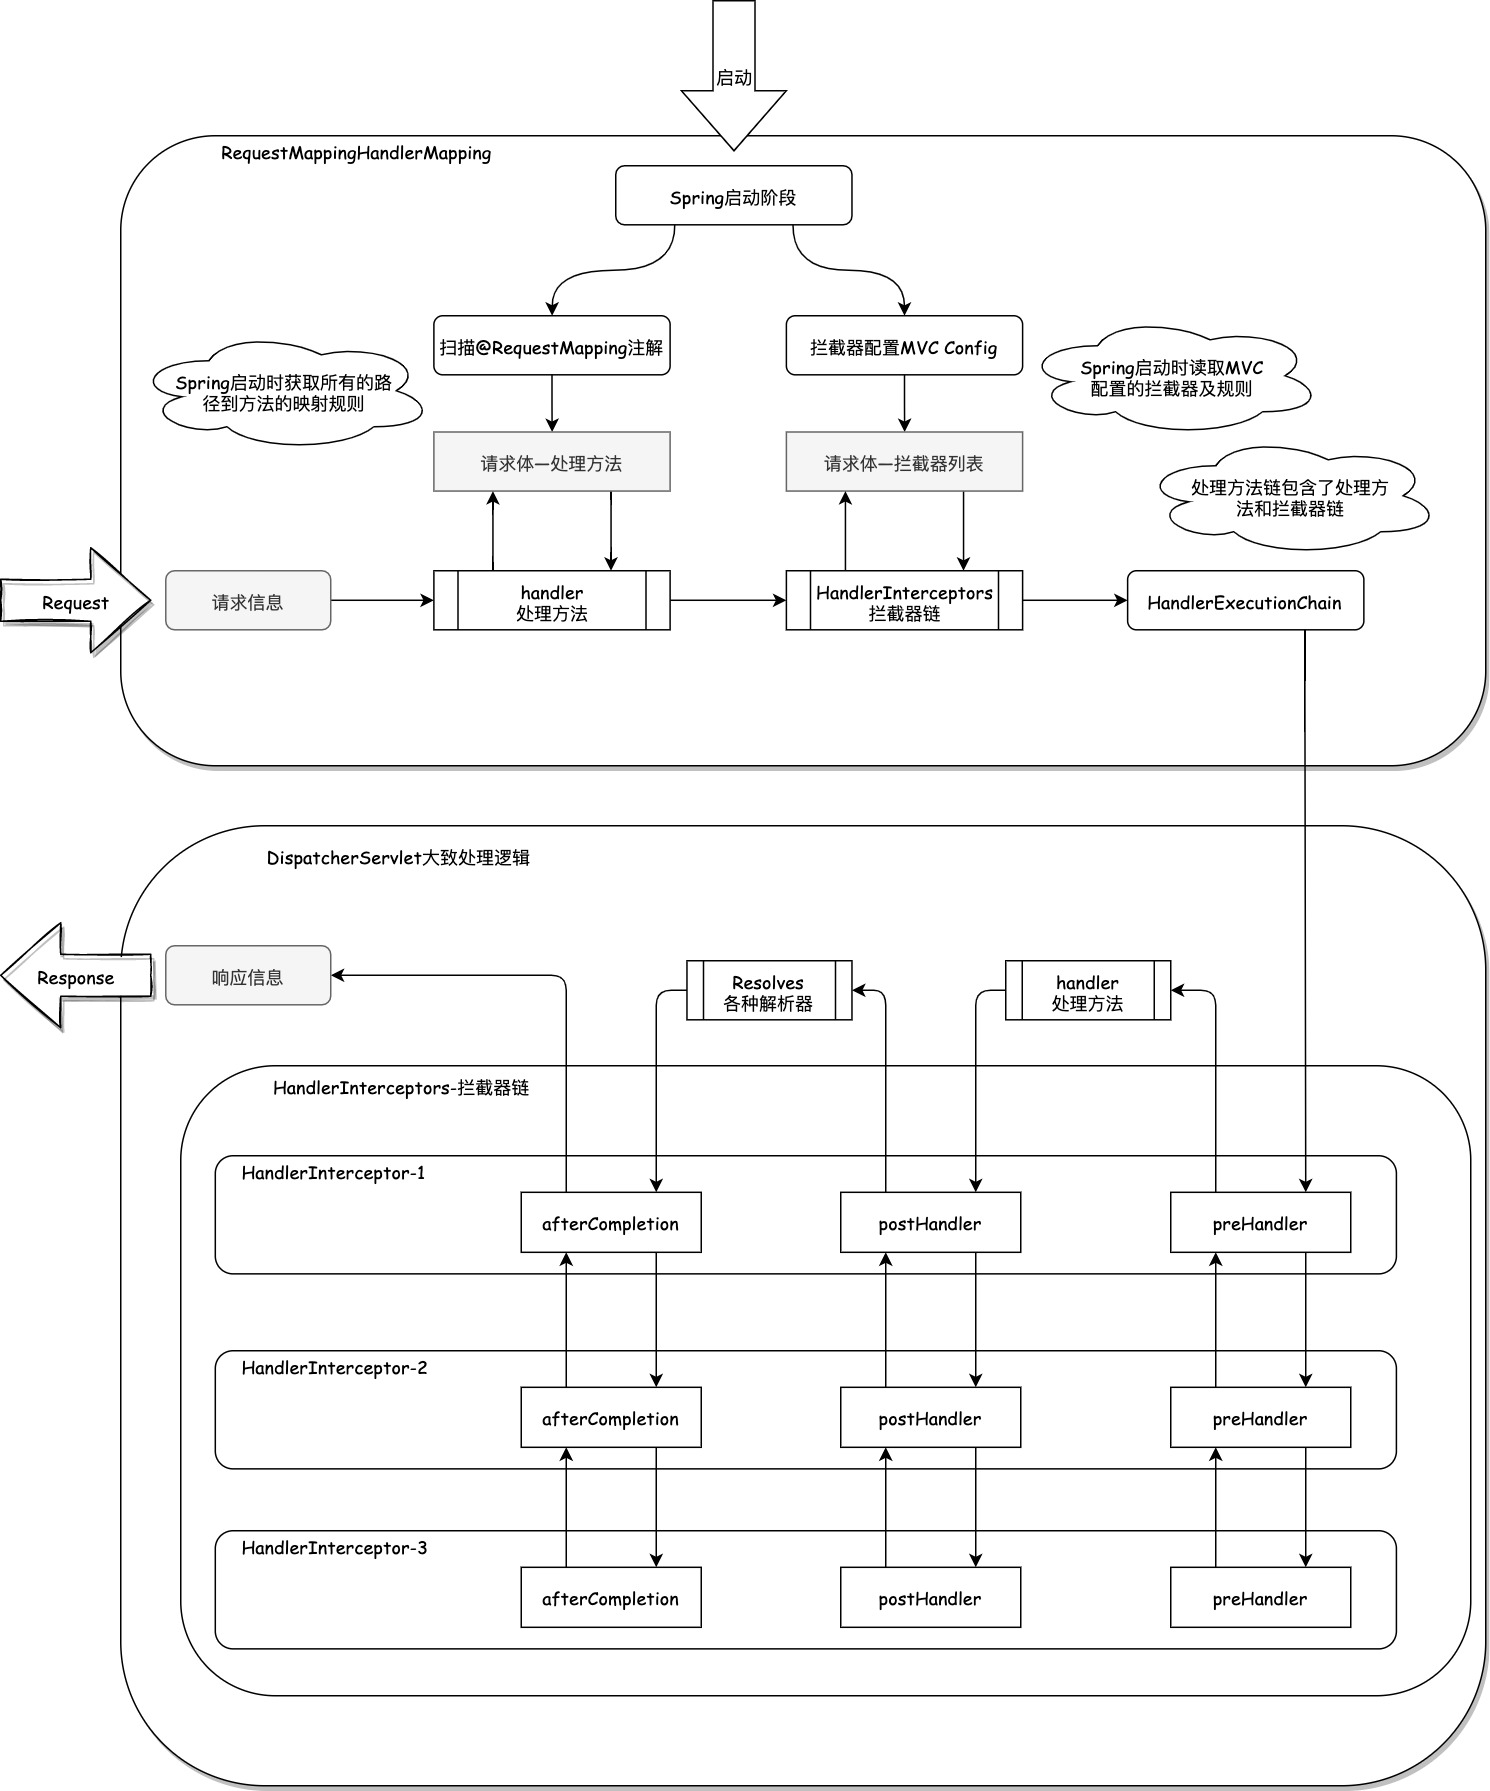 启动
RequestMappingHandlerMapping
Spring启动阶段
扫描@RequestMapping注解
拦截器配置MVC Config
Spring启动时获取所有的路
径到方法的映射规则
Spring启动时读取MVC
配置的拦截器及规则
请求体—处理方法
请求体—拦截器列表
处理方法链包含了处理方
法和拦截器链
Request
请求信息
handler
处理方法
HandlerInterceptors
拦截器链
HandlerExecutionChain
DispatcherServlet大致处理逻辑
Response
响应信息
Resolves
各种解析器
handler
处理方法
HandlerInterceptors-拦截器链
HandlerInterceptor-1
afterCompletion
postHandler
preHandler
HandlerInterceptor-2
afterCompletion
postHandler
preHandler
HandlerInterceptor-3
afterCompletion
postHandler
preHandler